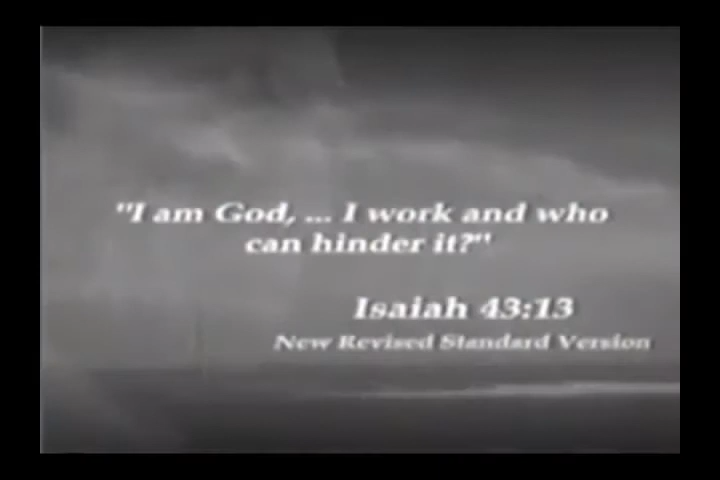 "I am God, ... I work and who
can hinder it?"
Isaiah 43:13
New Revised Standard Version